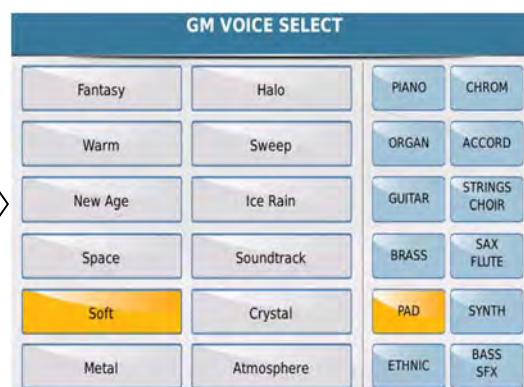 GM VOICE SELECT
Fantasy Halo PIANO CHROM
Warm Sweep ORGAN ACCORD
New Age Ice Rain GUITAR STRINGS
CHOIR
Space Soundtrack BRASS SAX
FLUTE
Soft Crystal PAD SYNTH
Metal Atmosphere ETHNIC BASS
SFX